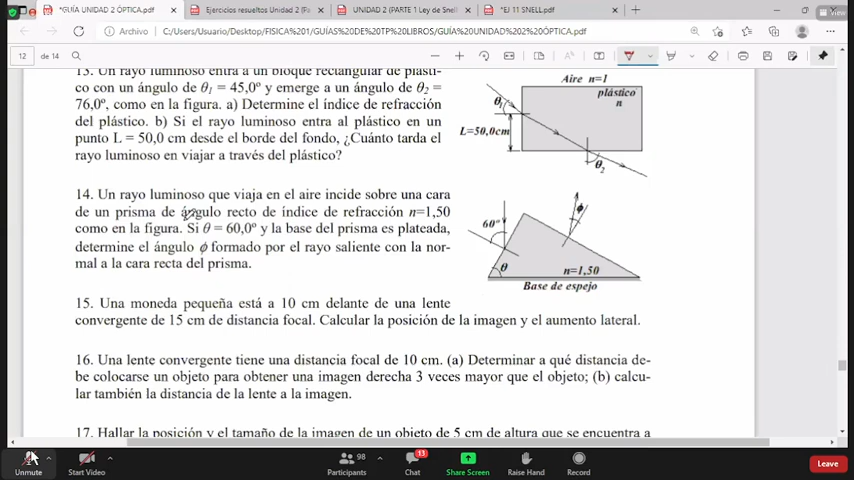 *GUÍA UNIDAD 2 ÓPTICA.pdf
Ejercicios resueltos Unidad 2 (F
UNIDAD 2 (PARTE 1 Ley de Snell
*EJ 11 SNELL.pdf
View
Archivo
C:/Users/Usuario/Desktop/FISICA%201/GUÍAS%20DE%20TP%20LIBROS/GUÍA%20UNIDAD%202%20ÓPTICA.pdf
12
de 14
13. Un rayo luminoso entra a un bloque rectangular de plásti-
co con un ángulo de θ1 = 45,0º y emerge a un ángulo de θ2 =
76,0º, como en la figura. a) Determine el índice de refracción
del plástico. b) Si el rayo luminoso entra al plástico en un
punto L = 50,0 cm desde el borde del fondo, ¿Cuánto tarda el
rayo luminoso en viajar a través del plástico?
Aire n=1
plástico
n
θ1
L=50,0cm
θ2
14. Un rayo luminoso que viaja en el aire incide sobre una cara
de un prisma de ángulo recto de índice de refracción n=1,50
como en la figura. Si θ = 60,0º y la base del prisma es plateada,
determine el ángulo ϕ formado por el rayo saliente con la nor-
mal a la cara recta del prisma.
60º
ϕ
θ
n=1,50
Base de espejo
15. Una moneda pequeña está a 10 cm delante de una lente
convergente de 15 cm de distancia focal. Calcular la posición de la imagen y el aumento lateral.
16. Una lente convergente tiene una distancia focal de 10 cm. (a) Determinar a qué distancia de-
be colocarse un objeto para obtener una imagen derecha 3 veces mayor que el objeto; (b) calcu-
lar también la distancia de la lente a la imagen.
17. Hallar la posición y el tamaño de la imagen de un objeto de 5 cm de altura que se encuentra a
Unmute
Start Video
98
Participants
13
Chat
Share Screen
Raise Hand
Record
Leave